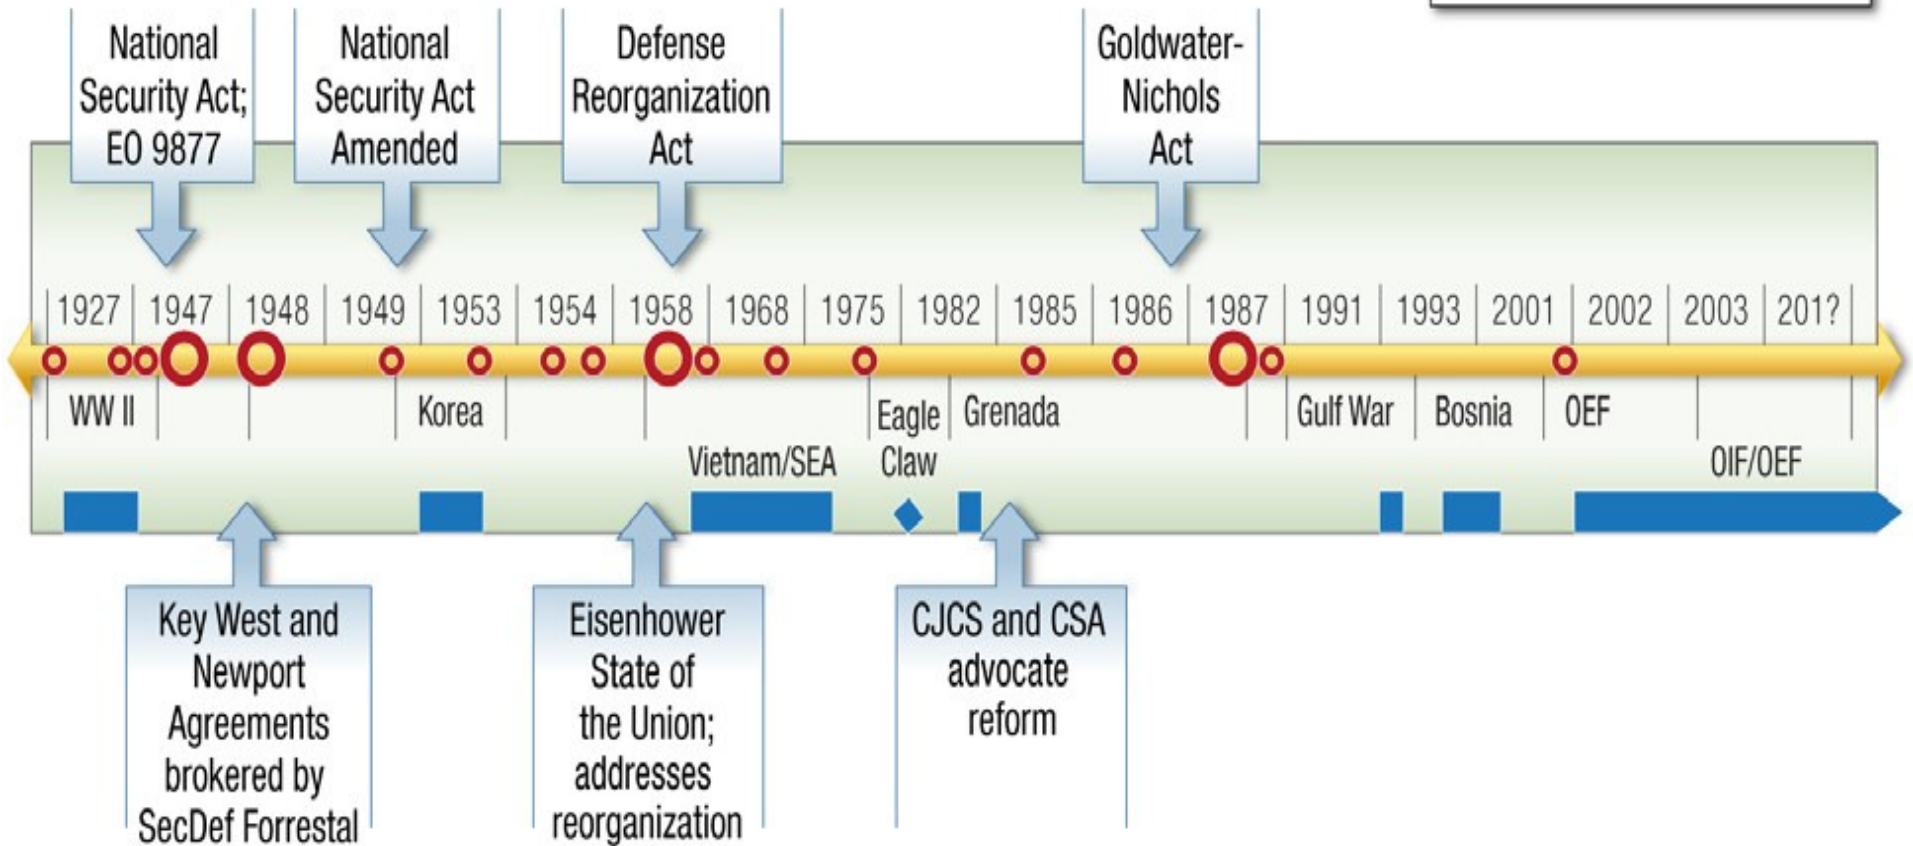 National
Security Act;
EO 9877
National
Security Act
Amended
Defense
Reorganization
Act
Goldwater-
Nichols
Act
1927 1947 1948 1949 1953 1954 1958 1968 1975 1982 1985 1986 1987 1991 1993 2001 2002 2003 201?
WW II
Korea
Vietnam/SEA
Eagle
Claw
Grenada
Gulf War
Bosnia
OEF
OIF/OEF
Key West and
Newport
Agreements
brokered by
SecDef Forrestal
Eisenhower
State of
the Union;
addresses
reorganization
CJCS and CSA
advocate
reform